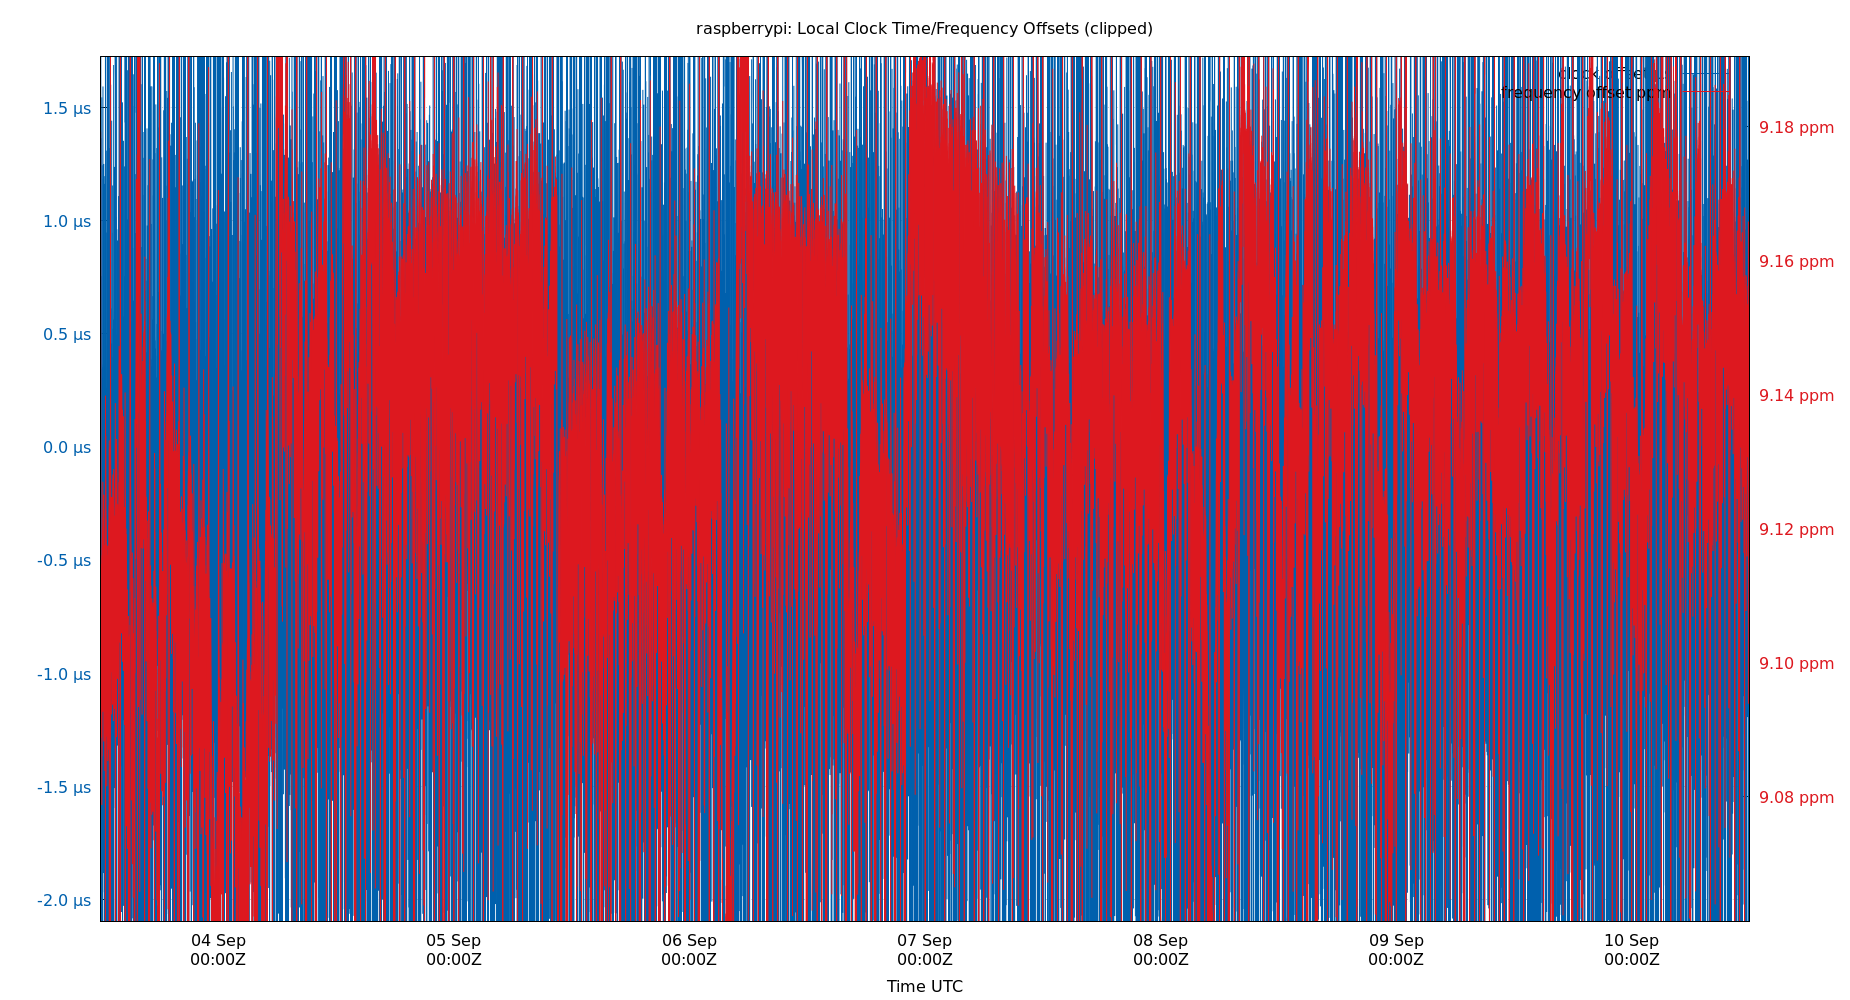 raspberrypi: Local Clock Time/Frequency Offsets (clipped)
clock offset
frequency offset ppm
1.5 µs
1.0 µs
0.5 µs
0.0 µs
-0.5 µs
-1.0 µs
-1.5 µs
-2.0 µs
9.18 ppm
9.16 ppm
9.14 ppm
9.12 ppm
9.10 ppm
9.08 ppm
04 Sep 05 Sep 06 Sep 07 Sep 08 Sep 09 Sep 10 Sep
00:00Z 00:00Z 00:00Z 00:00Z 00:00Z 00:00Z 00:00Z
Time UTC